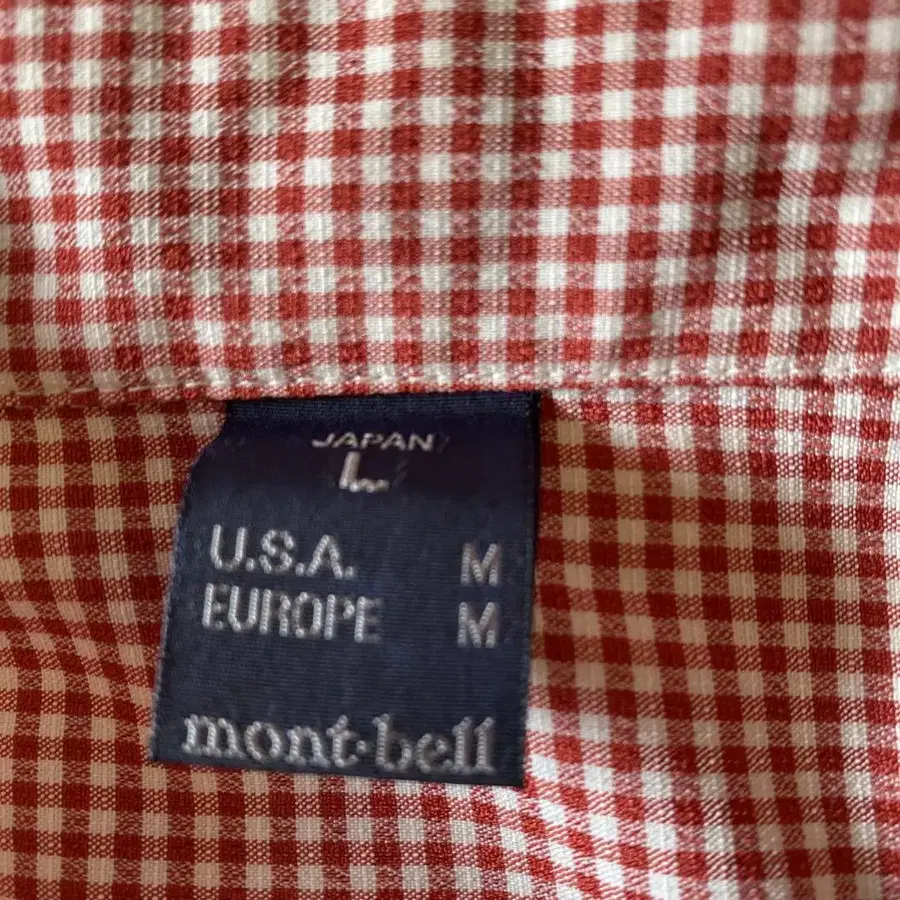 JAPAN
L
U.S.A. M
EUROPE M
mont-bell